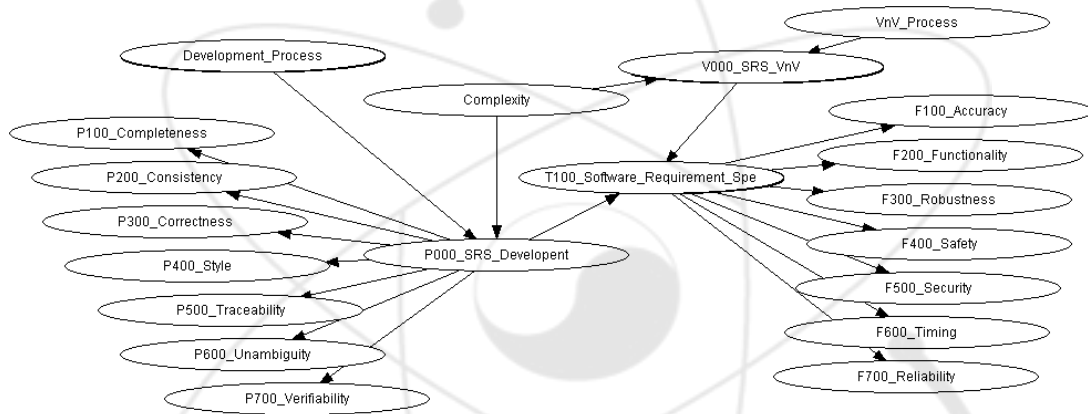 VnV_Process
Development_Process
V000_SRS_VnV
Complexity
F100_Accuracy
P100_Completeness
F200_Functionality
P200_Consistency
T100_Software_Requirement_Spe
F300_Robustness
P300_Correctness
F400_Safety
P000_SRS_Developent
P400_Style
F500_Security
P500_Traceability
F600_Timing
P600_Unambiguity
F700_Reliability
P700_Verifiability